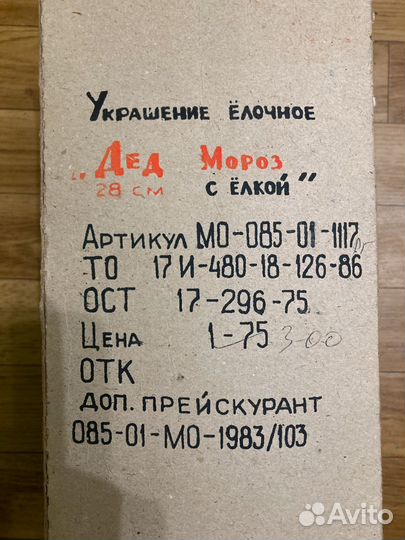 Украшение ёлочное
„Дед Мороз
28 см с ёлкой"
Артикул МО-085-01-1117
ТО 17 И-480-18-126-86
ОСТ 17-296-75
Цена 1-75 3-00
ОТК
доп. прейскурант
085-01-МО-1983/103
Avito